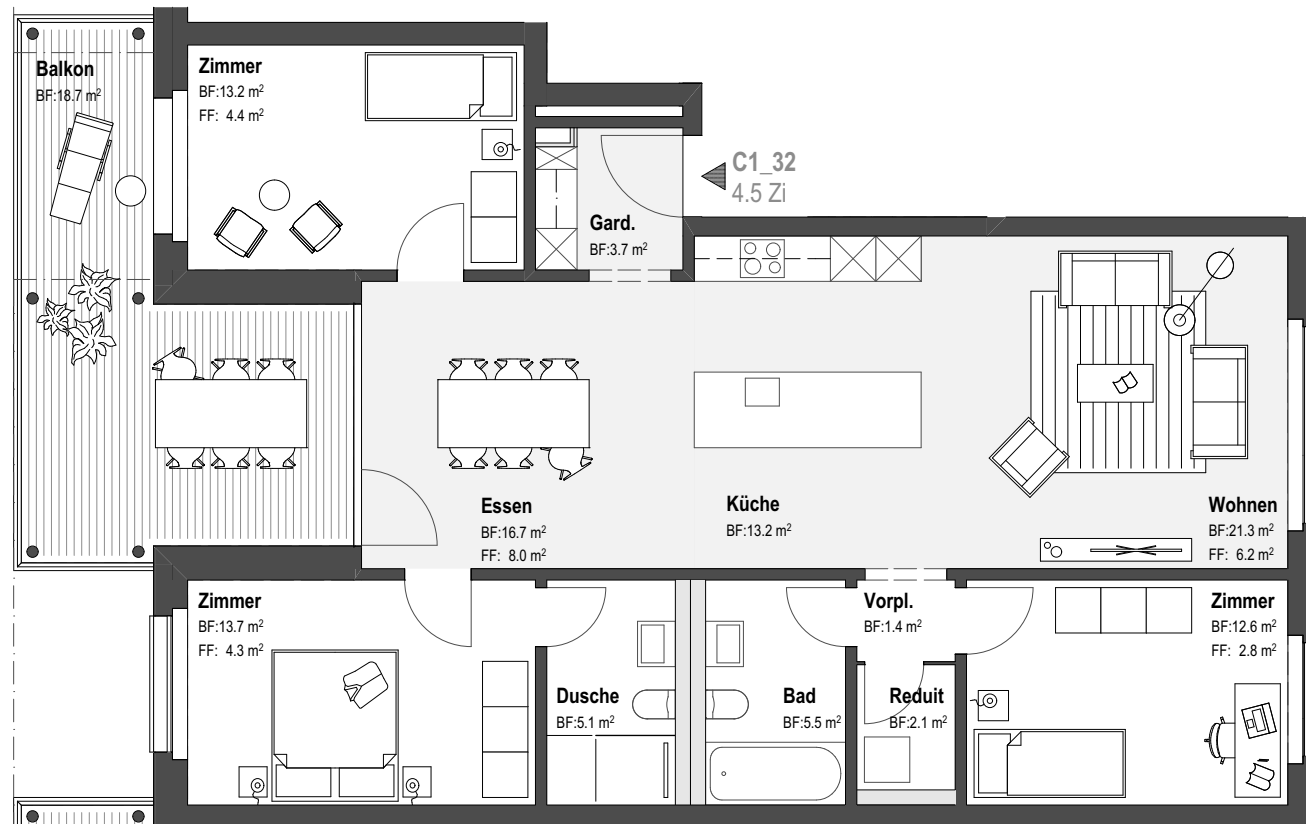 Balkon
BF:18.7 m²
Zimmer
BF:13.2 m²
FF: 4.4 m²
C1_32
4.5 Zi
Gard.
BF:3.7 m²
Essen
BF:16.7 m²
FF: 8.0 m²
Küche
BF:13.2 m²
Wohnen
BF:21.3 m²
FF: 6.2 m²
Zimmer
BF:13.7 m²
FF: 4.3 m²
Dusche
BF:5.1 m²
Bad
BF:5.5 m²
Vorpl.
BF:1.4 m²
Reduit
BF:2.1 m²
Zimmer
BF:12.6 m²
FF: 2.8 m²